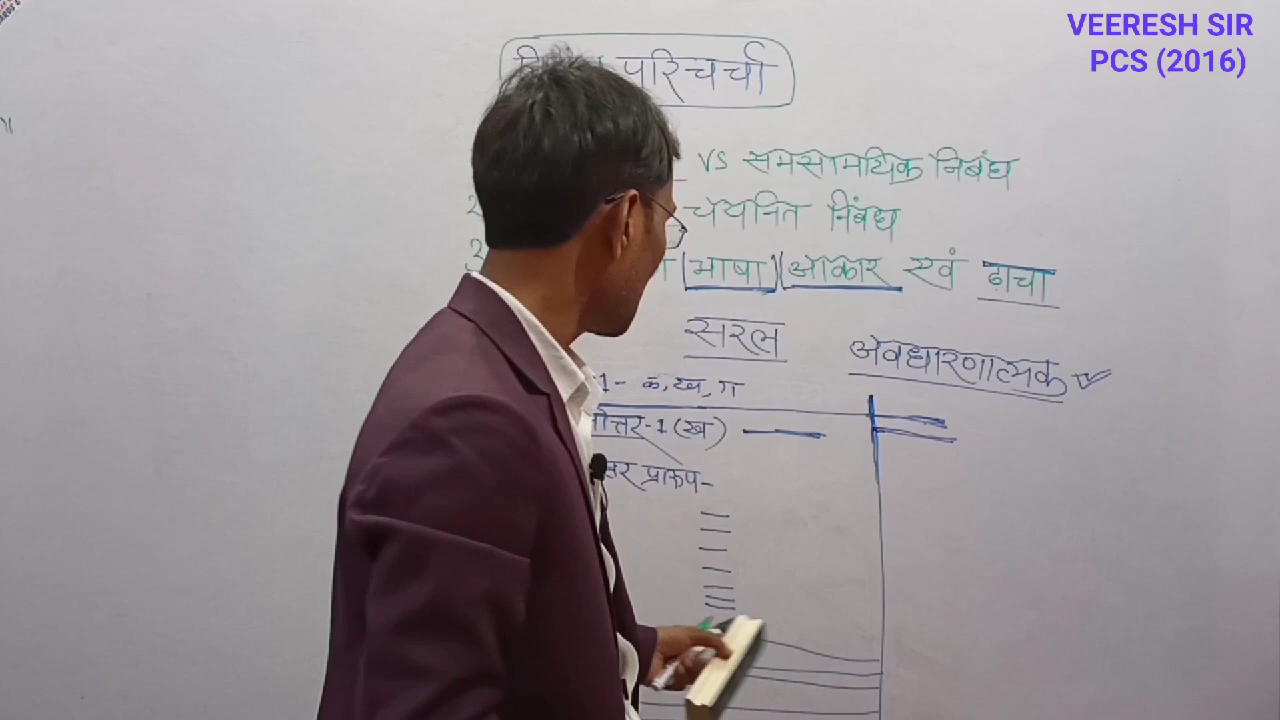 VEERESH SIR
PCS (2016)
परिचर्चा
VS समसामयिक निबंध
चयनित निंबध
भाषा आकार एवं ढ़ाचा
सरल
अवधारणात्मक
1- क, ख, ग
त्तर-1 (ख)
प्रारूप-